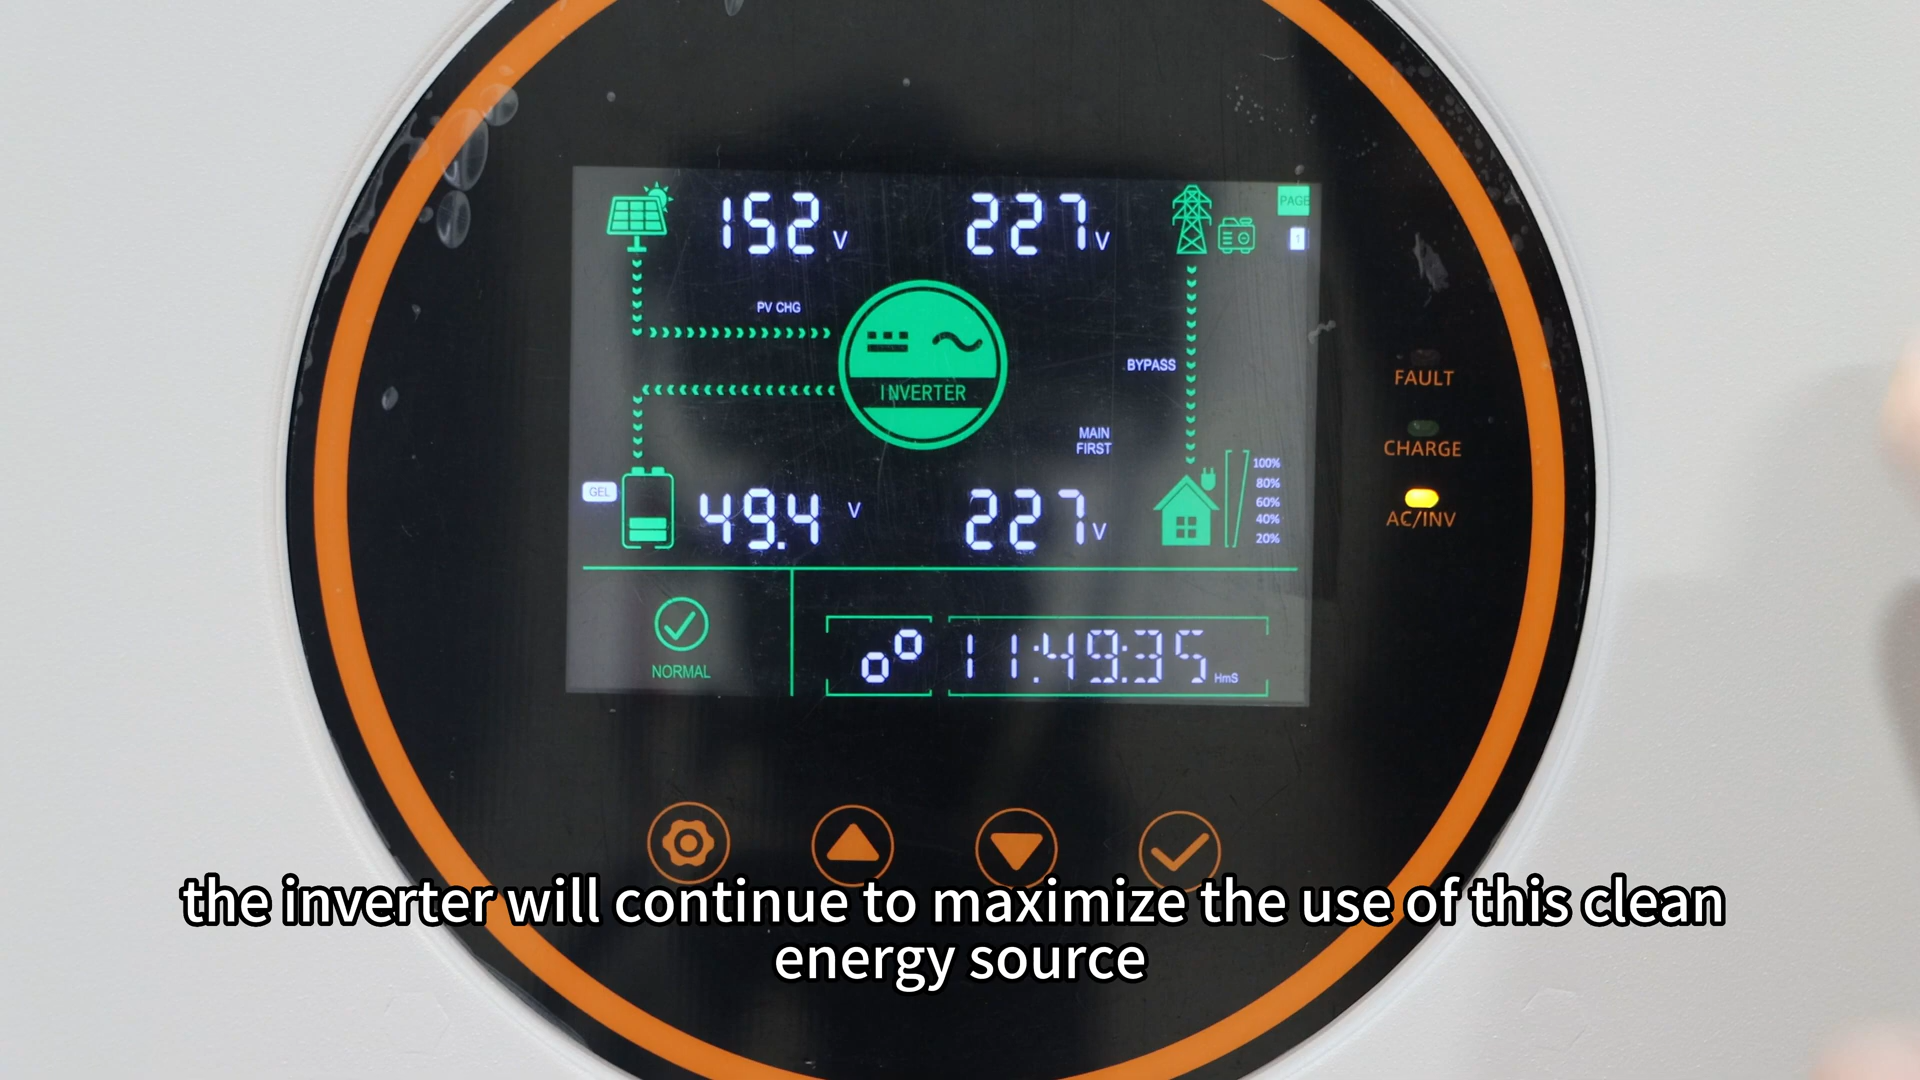 152 V
227 V
PAGE
1
PV CHG
BYPASS
INVERTER
MAIN
FIRST
FAULT
CHARGE
AC/INV
GEL
49.4 V
227 V
100%
80%
60%
40%
20%
NORMAL
11:49:35 HmS
the inverter will continue to maximize the use of this clean
energy source